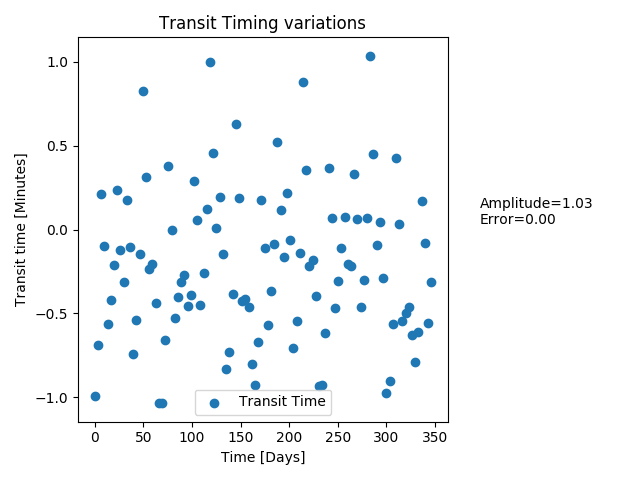 Transit Timing variations
1.0
0.5
0.0
−0.5
−1.0
Transit time [Minutes]
Amplitude=1.03
Error=0.00
Transit Time
0 50 100 150 200 250 300 350
Time [Days]